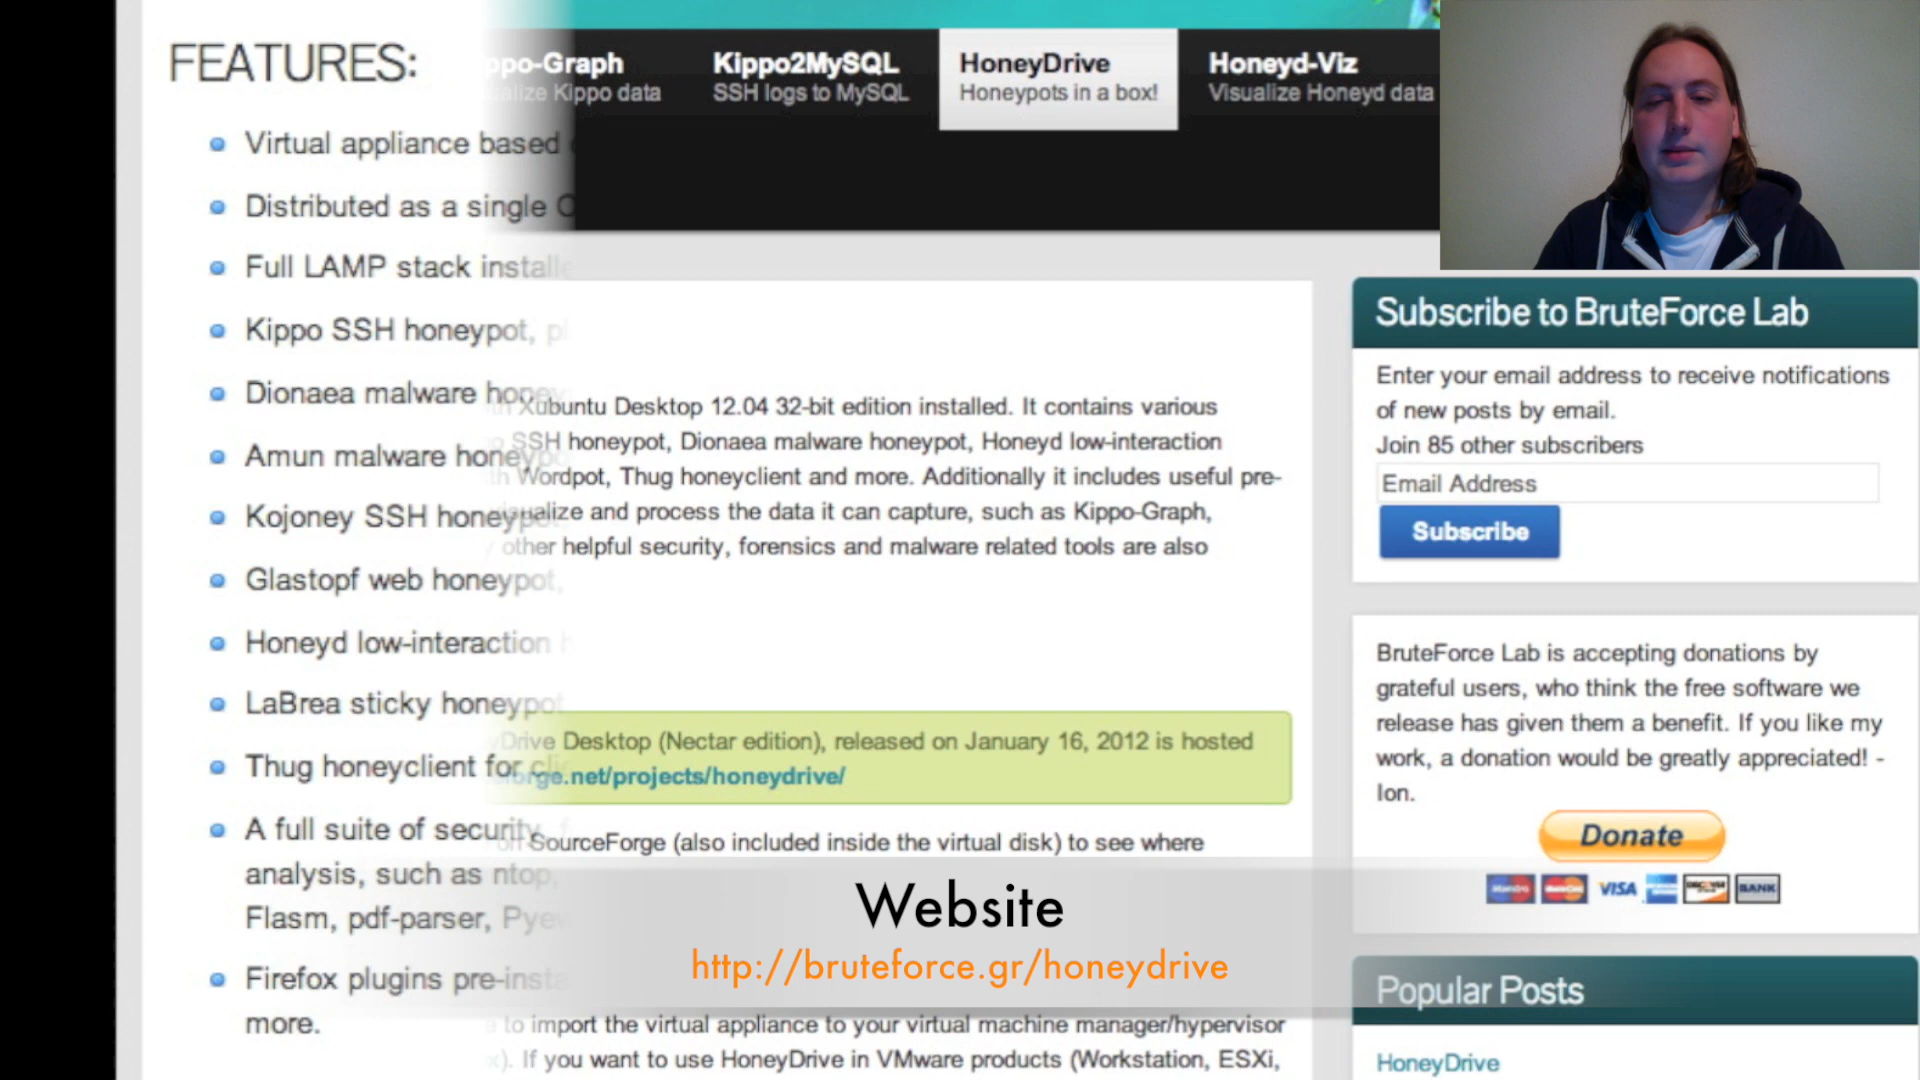 FEATURES:
Virtual appliance based
Distributed as a single
Full LAMP stack installe
Kippo SSH honeypot,
Dionaea malware honey
Amun malware honeypo
Kojoney SSH honeypo
Glastopf web honeypot,
Honeyd low-interaction
LaBrea sticky honeypot
Thug honeyclient for
A full suite of security,
analysis, such as ntop,
Flasm, pdf-parser, Pyew
Firefox plugins pre-insta
more.
ppo-Graph
ualize Kippo data
Kippo2MySQL
SSH logs to MySQL
HoneyDrive
Honeypots in a box!
Honeyd-Viz
Visualize Honeyd data
Xubuntu Desktop 12.04 32-bit edition installed. It contains various
SSH honeypot, Dionaea malware honeypot, Honeyd low-interaction
Wordpot, Thug honeyclient and more. Additionally it includes useful pre-
isualize and process the data it can capture, such as Kippo-Graph,
other helpful security, forensics and malware related tools are also
Drive Desktop (Nectar edition), released on January 16, 2012 is hosted
forge.net/projects/honeydrive/
SourceForge (also included inside the virtual disk) to see where
to import the virtual appliance to your virtual machine manager/hypervisor
x). If you want to use HoneyDrive in VMware products (Workstation, ESXi,
Website
http://bruteforce.gr/honeydrive
Subscribe to BruteForce Lab
Enter your email address to receive notifications
of new posts by email.
Join 85 other subscribers
Email Address
Subscribe
BruteForce Lab is accepting donations by
grateful users, who think the free software we
release has given them a benefit. If you like my
work, a donation would be greatly appreciated! -
Ion.
Donate
Maestro
MasterCard
VISA
DISCOVER
BANK
Popular Posts
HoneyDrive